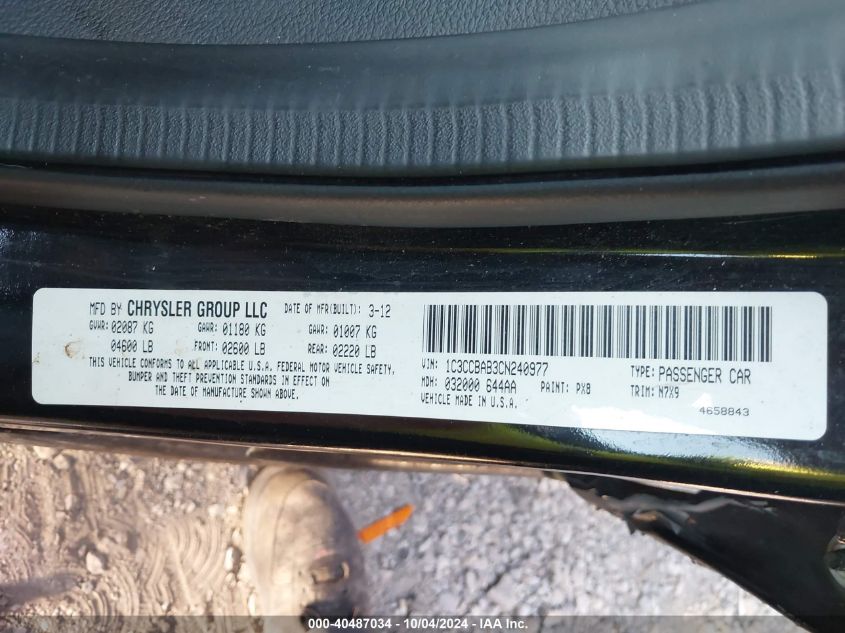 MFD BY CHRYSLER GROUP LLC DATE OF MFR(BUILT): 3-12
GVWR: 02087 KG GAWR: 01180 KG GAWR: 01007 KG
04600 LB FRONT: 02600 LB REAR: 02220 LB
THIS VEHICLE CONFORMS TO ALL APPLICABLE U.S.A. FEDERAL MOTOR VEHICLE SAFETY,
BUMPER AND THEFT PREVENTION STANDARDS IN EFFECT ON
THE DATE OF MANUFACTURE SHOWN ABOVE.
VIN: 1C3CCBAB3CN240977 TYPE: PASSENGER CAR
MDH: 032000 644AA PAINT: PX8 TRIM: N7X9
VEHICLE MADE IN U.S.A.
4658843
000-40487034 - 10/04/2024 - IAA Inc.